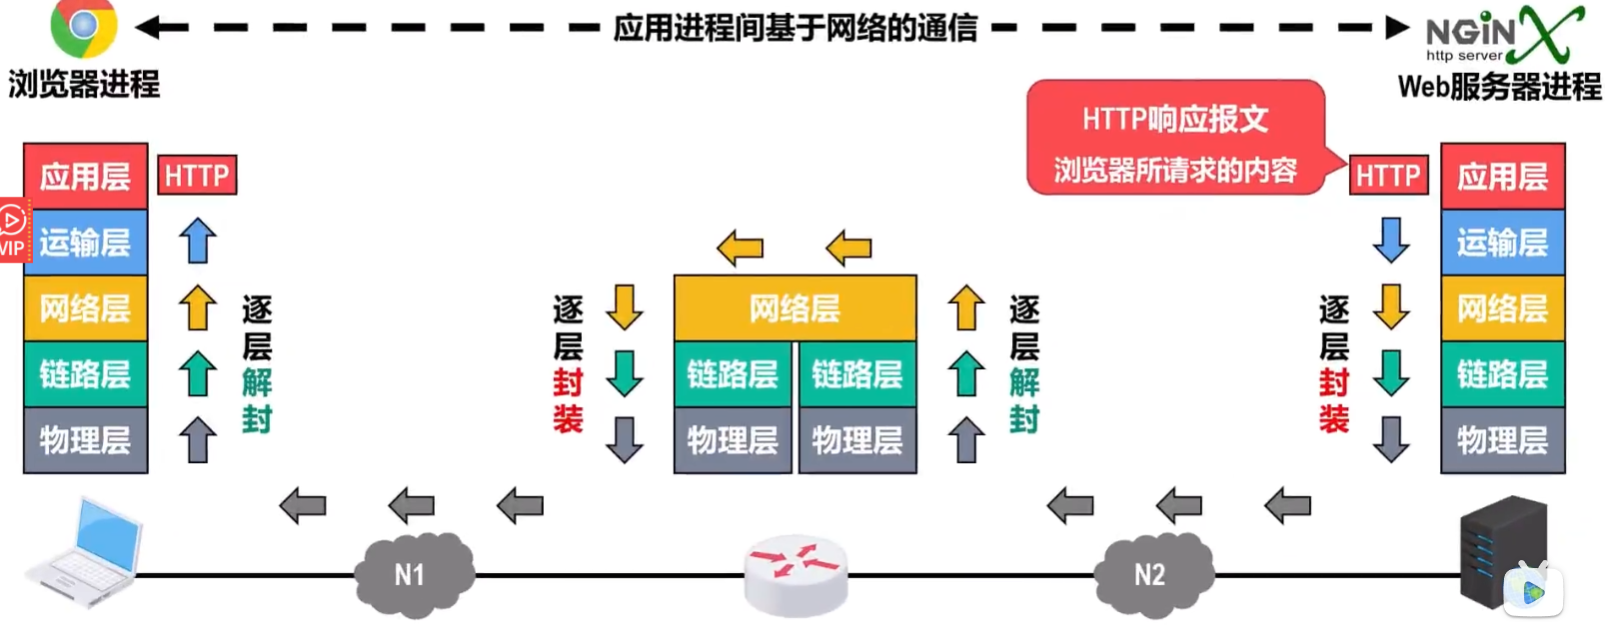 应用进程间基于网络的通信
NGiNX
http server
浏览器进程
Web服务器进程
HTTP响应报文
浏览器所请求的内容
应用层
HTTP
HTTP
应用层
VIP
运输层
运输层
网络层
逐层解封
逐层封装
网络层
逐层解封
逐层封装
网络层
链路层
链路层
链路层
链路层
物理层
物理层
物理层
物理层
N1
N2